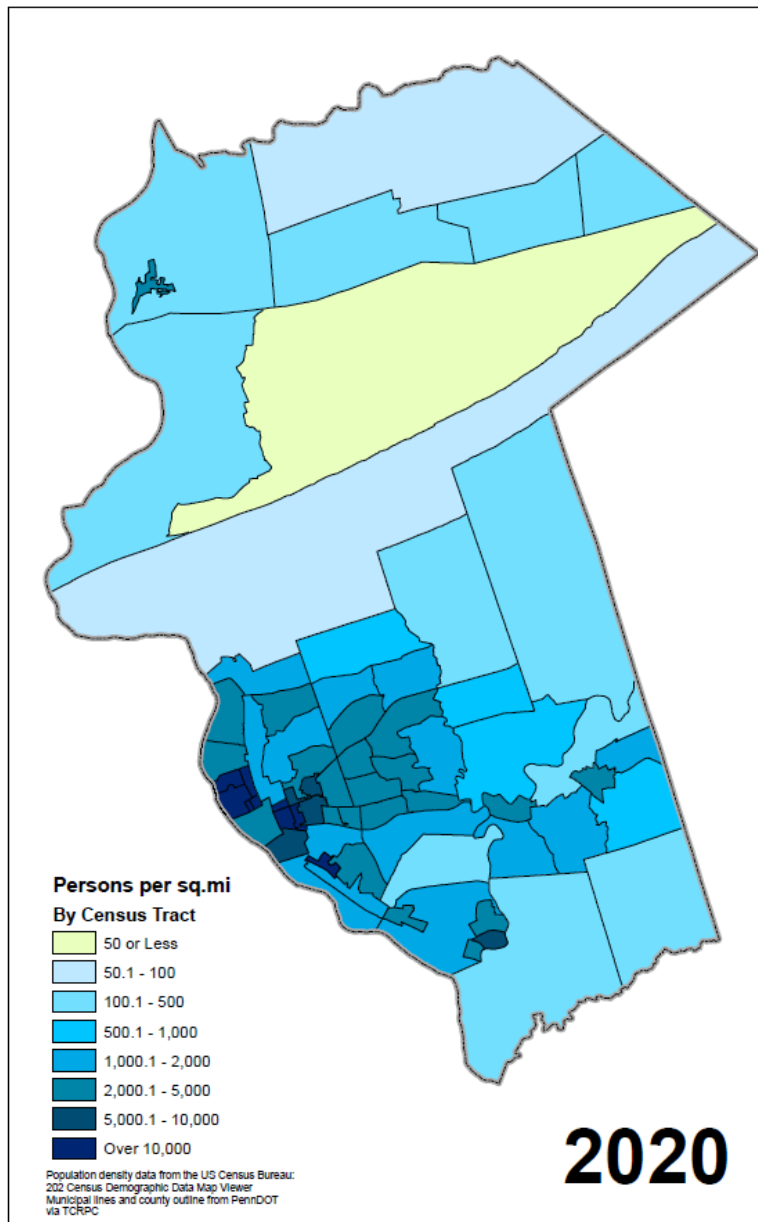 Persons per sq.mi
By Census Tract
50 or Less
50.1 - 100
100.1 - 500
500.1 - 1,000
1,000.1 - 2,000
2,000.1 - 5,000
5,000.1 - 10,000
Over 10,000
2020
Population density data from the US Census Bureau:
202 Census Demographic Data Map Viewer
Municipal lines and county outline from PennDOT
via TCRPC